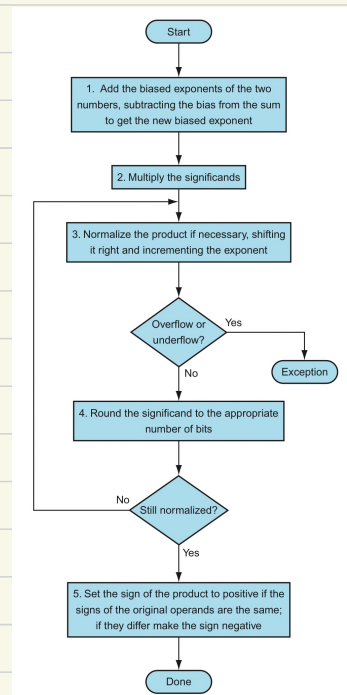 Start
1. Add the biased exponents of the two
numbers, subtracting the bias from the sum
to get the new biased exponent
2. Multiply the significands
3. Normalize the product if necessary, shifting
it right and incrementing the exponent
Overflow or
underflow?
Yes
Exception
No
4. Round the significand to the appropriate
number of bits
No
Still normalized?
Yes
5. Set the sign of the product to positive if the
signs of the original operands are the same;
if they differ make the sign negative
Done